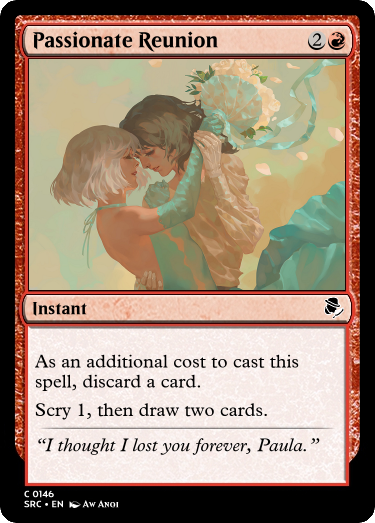 Passionate Reunion 2
Instant
As an additional cost to cast this
spell, discard a card.
Scry 1, then draw two cards.
“I thought I lost you forever, Paula.”
C 0146
SRC • EN Aw Anoi